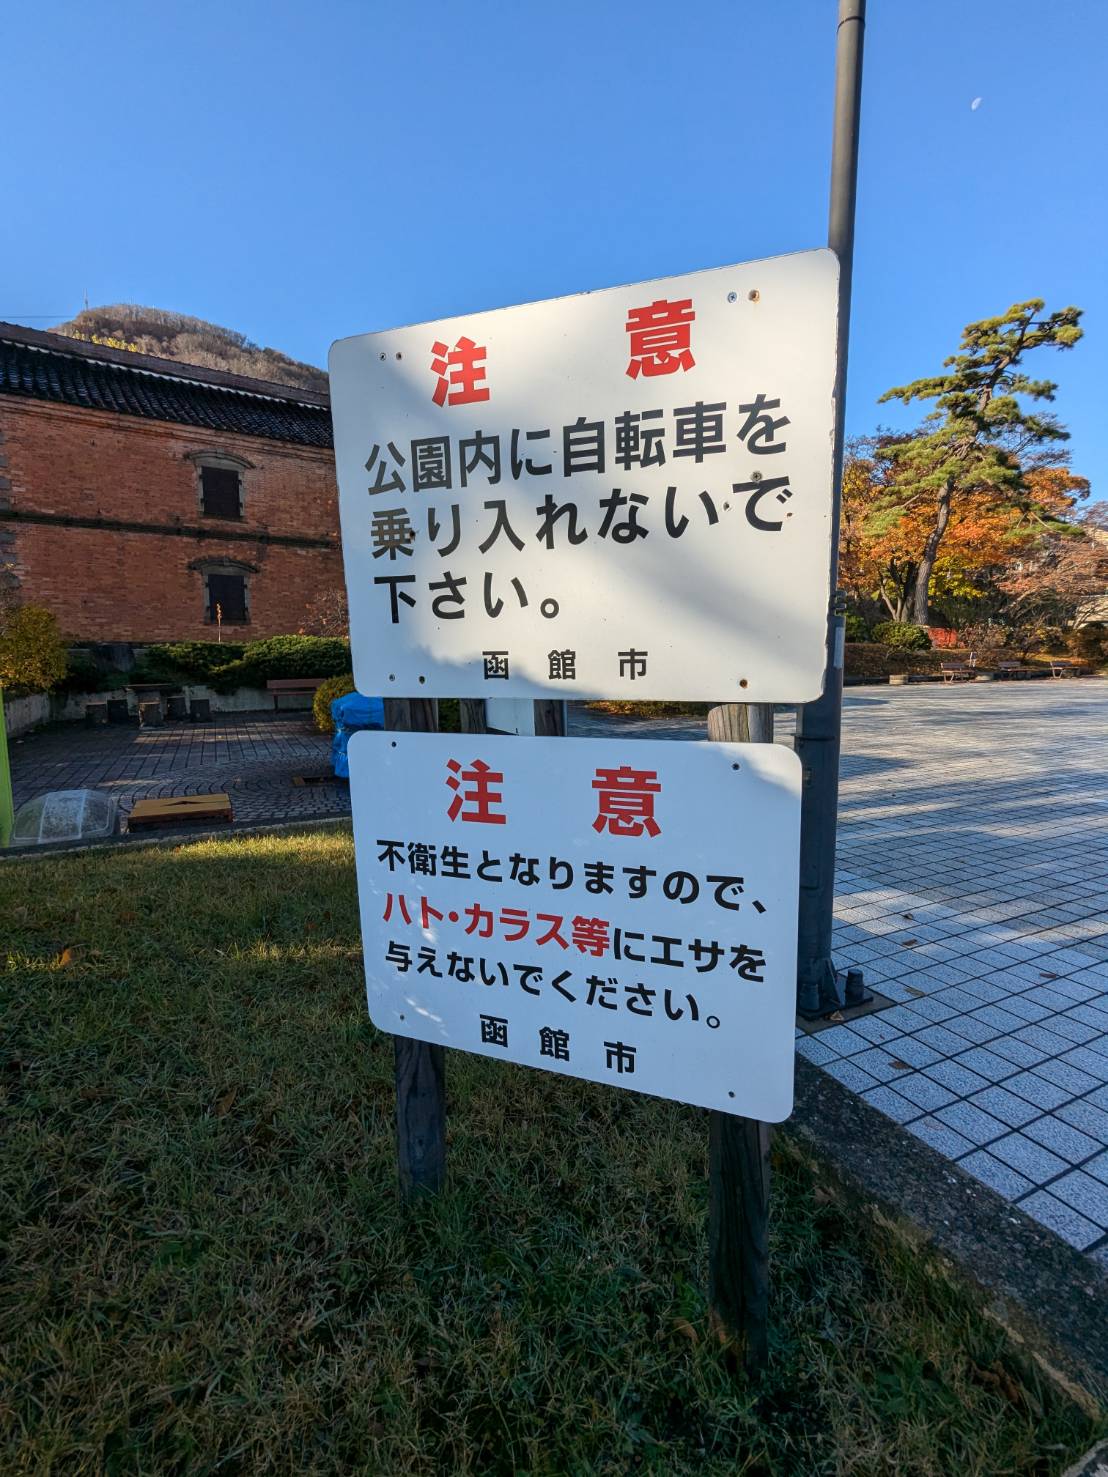 注意
公園内に自転車を
乗り入れないで
下さい。
函館市
注意
不衛生となりますので、
ハト・カラス等にエサを
与えないでください。
函館市